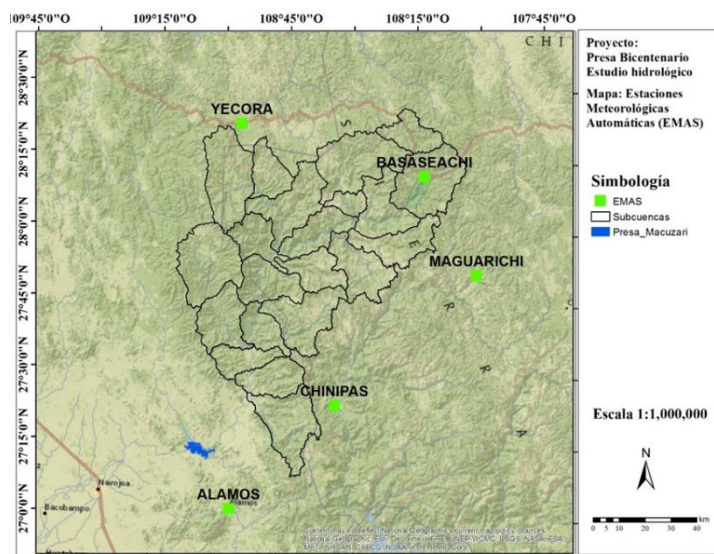 109°45'0"W 109°15'0"W 108°45'0"W 108°15'0"W 107°45'0"W
28°30'0"N
28°15'0"N
28°0'0"N
27°45'0"N
27°30'0"N
27°15'0"N
27°0'0"N
C H I
YECORA
BASASEACHI
MAGUARICHI
CHINIPAS
ALAMOS
S
I
E
R
R
A
Navojoa
Bacobampo
Proyecto:
Presa Bicentenario
Estudio hidrológico
Mapa: Estaciones
Meteorológicas
Automáticas (EMAS)
Simbología
EMAS
Subcuencas
Presa_Macuzari
Escala 1:1,000,000
N
0 5 10 20 30 40
km